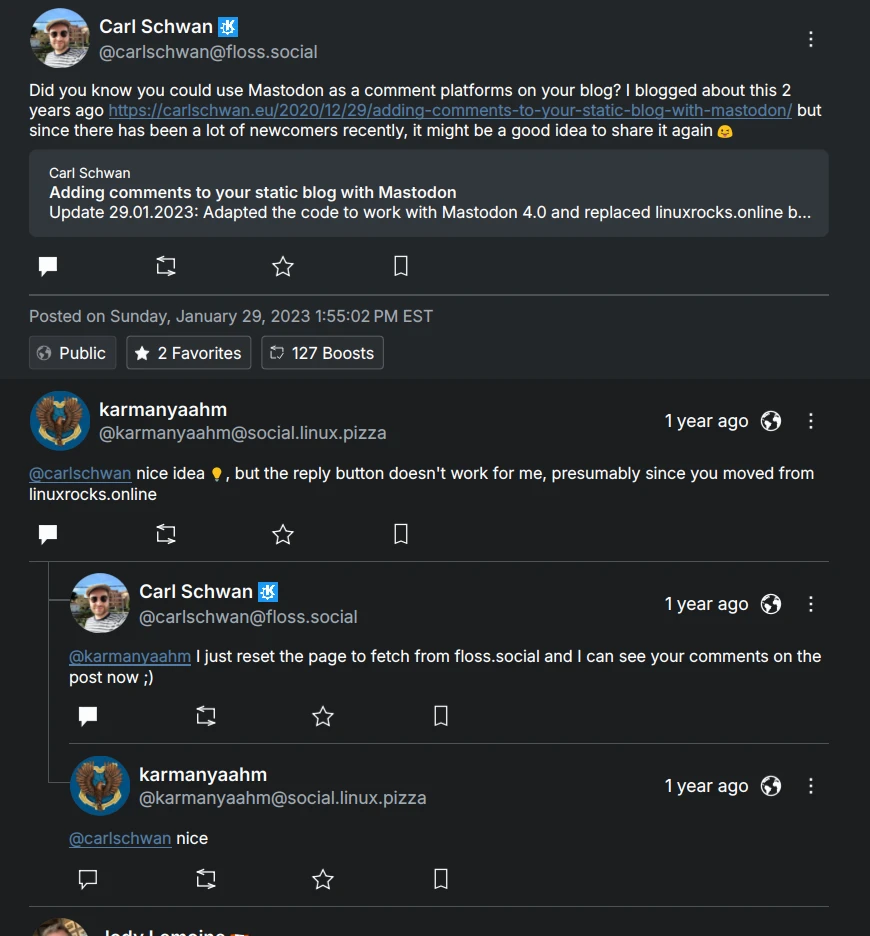 Carl Schwan
@carlschwan@floss.social
Did you know you could use Mastodon as a comment platforms on your blog? I blogged about this 2
years ago https://carlschwan.eu/2020/12/29/adding-comments-to-your-static-blog-with-mastodon/ but
since there has been a lot of newcomers recently, it might be a good idea to share it again 😋
Carl Schwan
Adding comments to your static blog with Mastodon
Update 29.01.2023: Adapted the code to work with Mastodon 4.0 and replaced linuxrocks.online b...
Posted on Sunday, January 29, 2023 1:55:02 PM EST
Public
2 Favorites
127 Boosts
karmanyaahm
@karmanyaahm@social.linux.pizza
1 year ago
@carlschwan nice idea 💡, but the reply button doesn't work for me, presumably since you moved from
linuxrocks.online
Carl Schwan
@carlschwan@floss.social
1 year ago
@karmanyaahm I just reset the page to fetch from floss.social and I can see your comments on the
post now ;)
karmanyaahm
@karmanyaahm@social.linux.pizza
1 year ago
@carlschwan nice